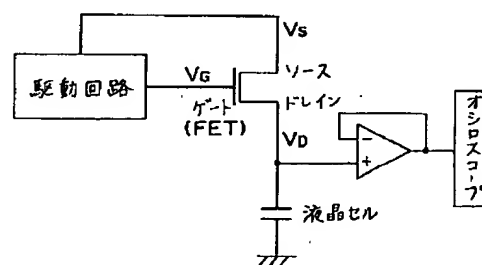 Vs
VG
ソース
駆動回路
ゲート
(FET)
ドレイン
VD
−
+
オシロスコープ
液晶セル